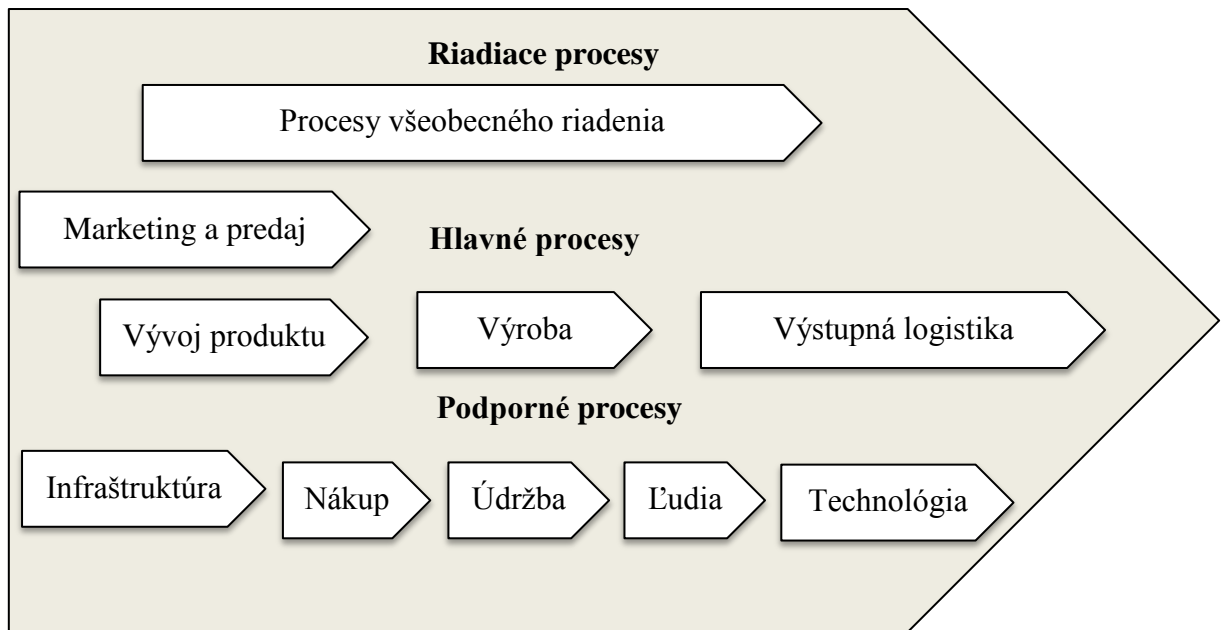 Riadiace procesy
Procesy všeobecného riadenia
Marketing a predaj
Hlavné procesy
Vývoj produktu
Výroba
Výstupná logistika
Podporné procesy
Infraštruktúra
Nákup
Údržba
Ľudia
Technológia